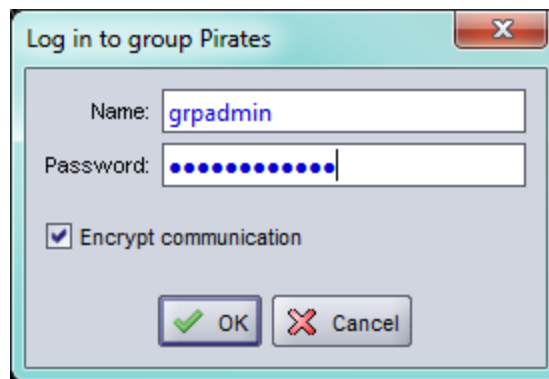 Log in to group Pirates
Name: grpadmin
Password: ••••••••••••
Encrypt communication
OK Cancel